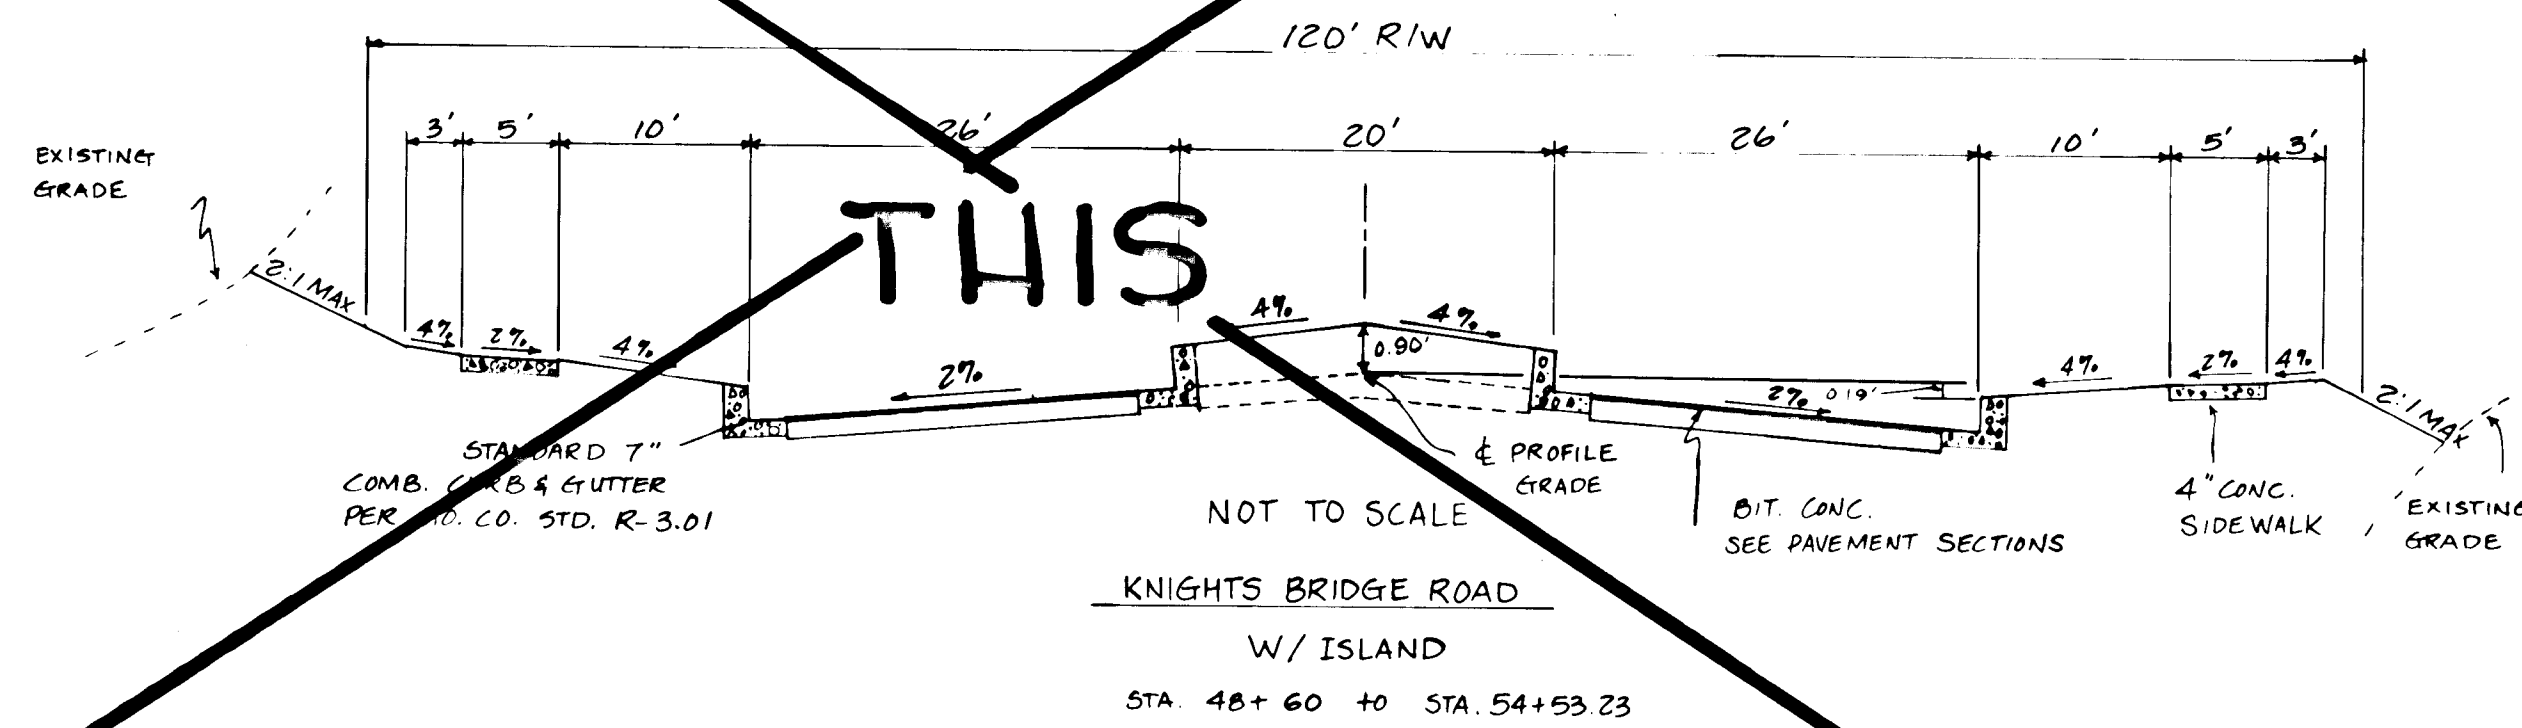 120' R/W
3' 5' 10' 26' 20' 26' 10' 5' 3'
EXISTING
GRADE
2:1 MAX
4% 2% 4% 2% 4% 4% 2% 4% 2% 4%
THIS
0.90'
0.19'
2:1 MAX
STANDARD 7"
COMB. CURB & GUTTER
PER CO. STD. R-3.01
℄ PROFILE
GRADE
NOT TO SCALE
BIT. CONC.
SEE PAVEMENT SECTIONS
4" CONC.
SIDEWALK
EXISTING
GRADE
KNIGHTS BRIDGE ROAD
W/ ISLAND
STA. 48+60 to STA. 54+53.23